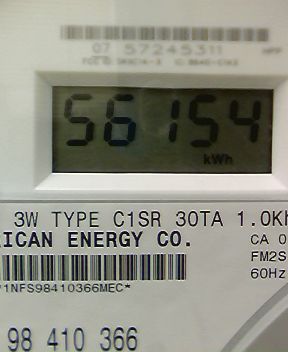 07 57245311
56154
kWh
3W TYPE C1SR 30TA 1.0Kh
RICAN ENERGY CO.
CA 0
FM2S
60Hz
*1NFS98410366MEC*
98 410 366